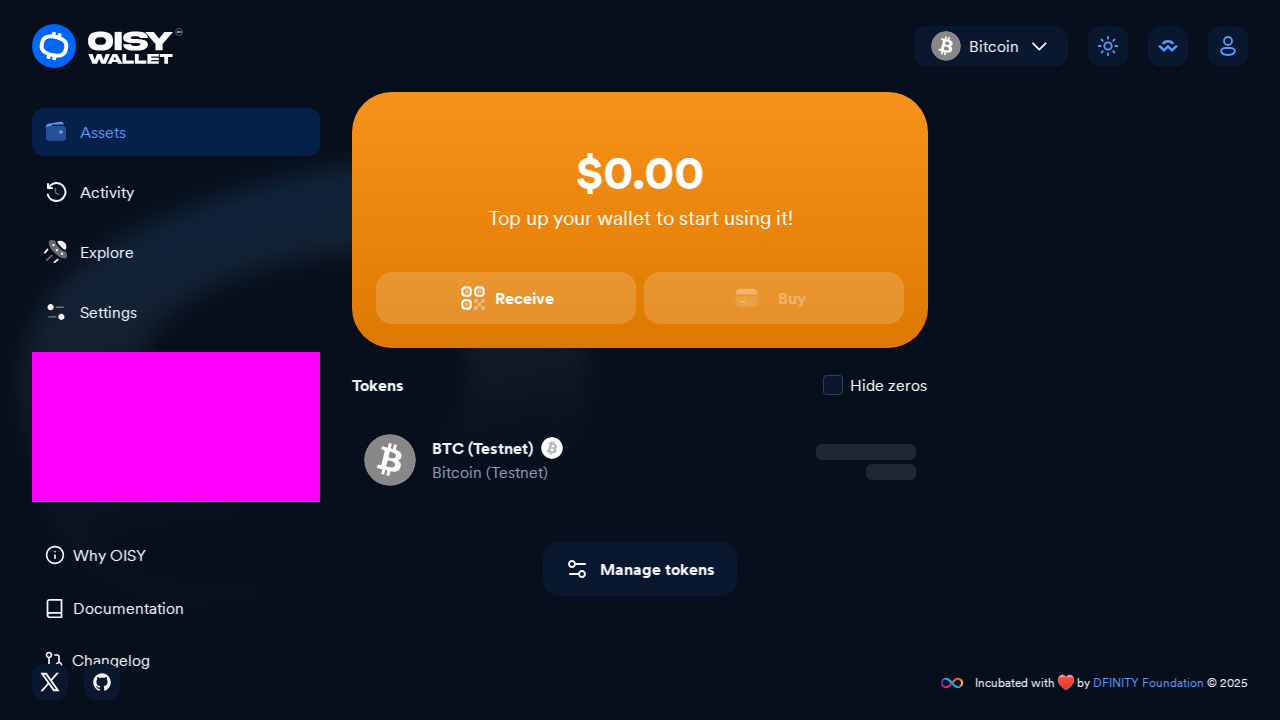 OISY
WALLET
Bitcoin
Assets
Activity
Explore
Settings
$0.00
Top up your wallet to start using it!
Receive
Buy
Tokens
Hide zeros
BTC (Testnet)
Bitcoin (Testnet)
Manage tokens
Why OISY
Documentation
Changelog
Incubated with ❤️ by DFINITY Foundation © 2025